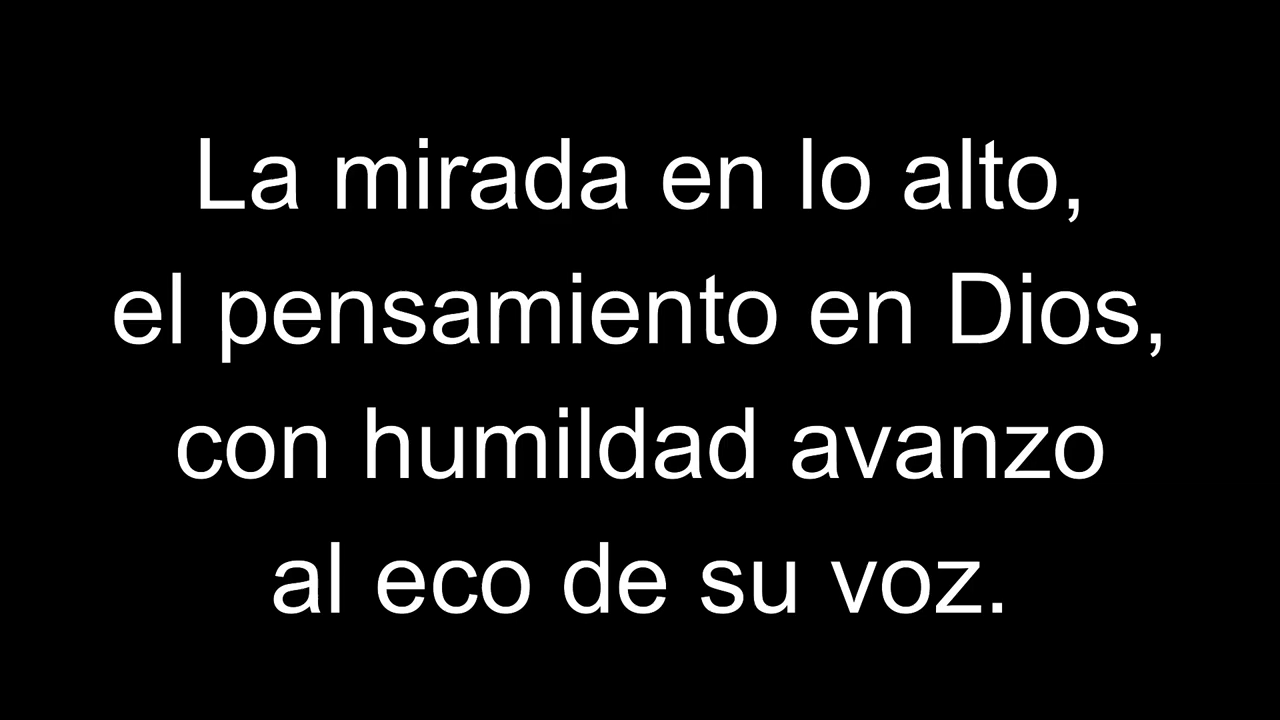 La mirada en lo alto,
el pensamiento en Dios,
con humildad avanzo
al eco de su voz.